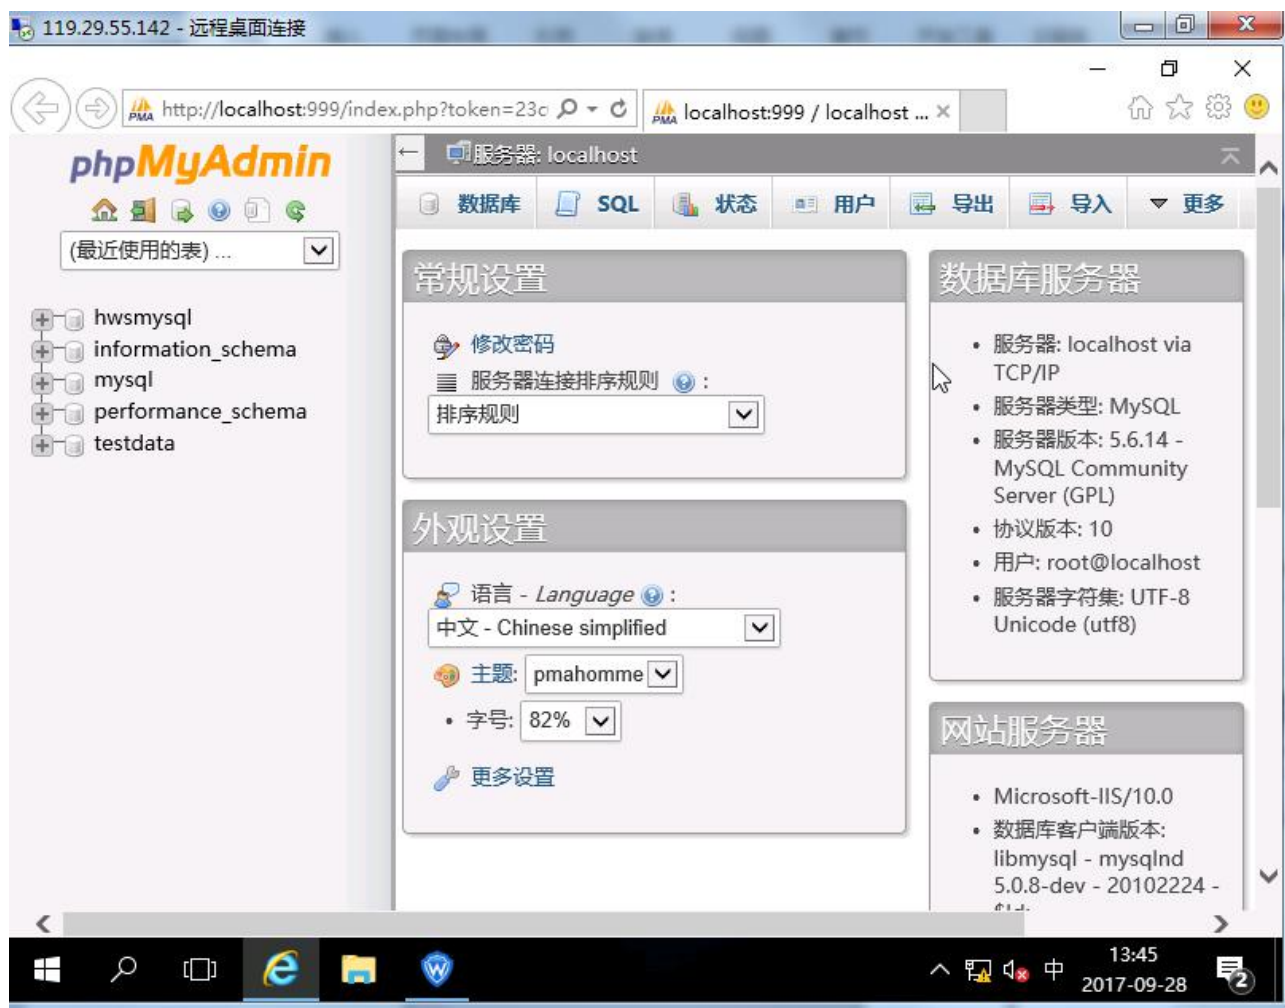 119.29.55.142 - 远程桌面连接
http://localhost:999/index.php?token=23c
localhost:999 / localhost ...
phpMyAdmin
服务器: localhost
数据库 SQL 状态 用户 导出 导入 更多
(最近使用的表) ...
hwsmysql
information_schema
mysql
performance_schema
testdata
常规设置
修改密码
服务器连接排序规则 :
排序规则
外观设置
语言 - Language :
中文 - Chinese simplified
主题: pmahomme
• 字号: 82%
更多设置
数据库服务器
• 服务器: localhost via
TCP/IP
• 服务器类型: MySQL
• 服务器版本: 5.6.14 -
MySQL Community
Server (GPL)
• 协议版本: 10
• 用户: root@localhost
• 服务器字符集: UTF-8
Unicode (utf8)
网站服务器
• Microsoft-IIS/10.0
• 数据库客户端版本:
libmysql - mysqlnd
5.0.8-dev - 20102224 -
中
13:45
2017-09-28
2